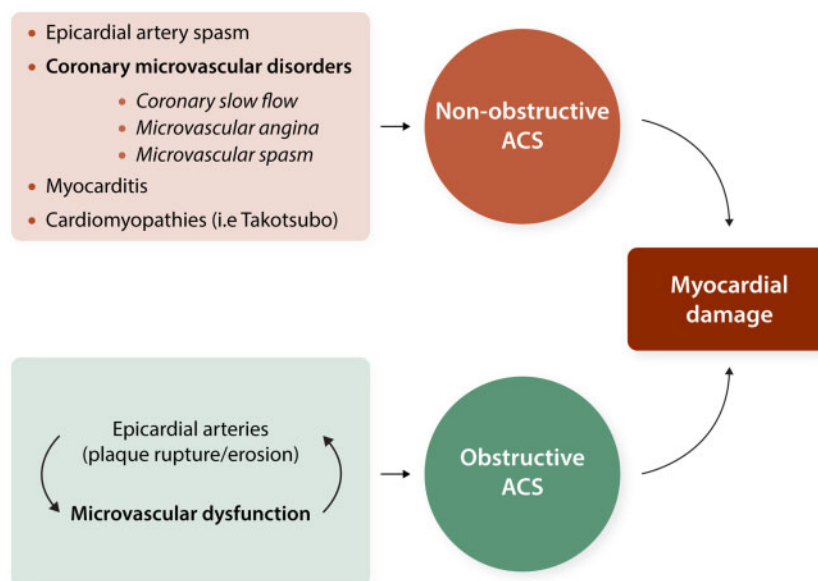 • Epicardial artery spasm
• Coronary microvascular disorders
• Coronary slow flow
• Microvascular angina
• Microvascular spasm
• Myocarditis
• Cardiomyopathies (i.e Takotsubo)
Non-obstructive
ACS
Myocardial
damage
Epicardial arteries
(plaque rupture/erosion)
Microvascular dysfunction
Obstructive
ACS